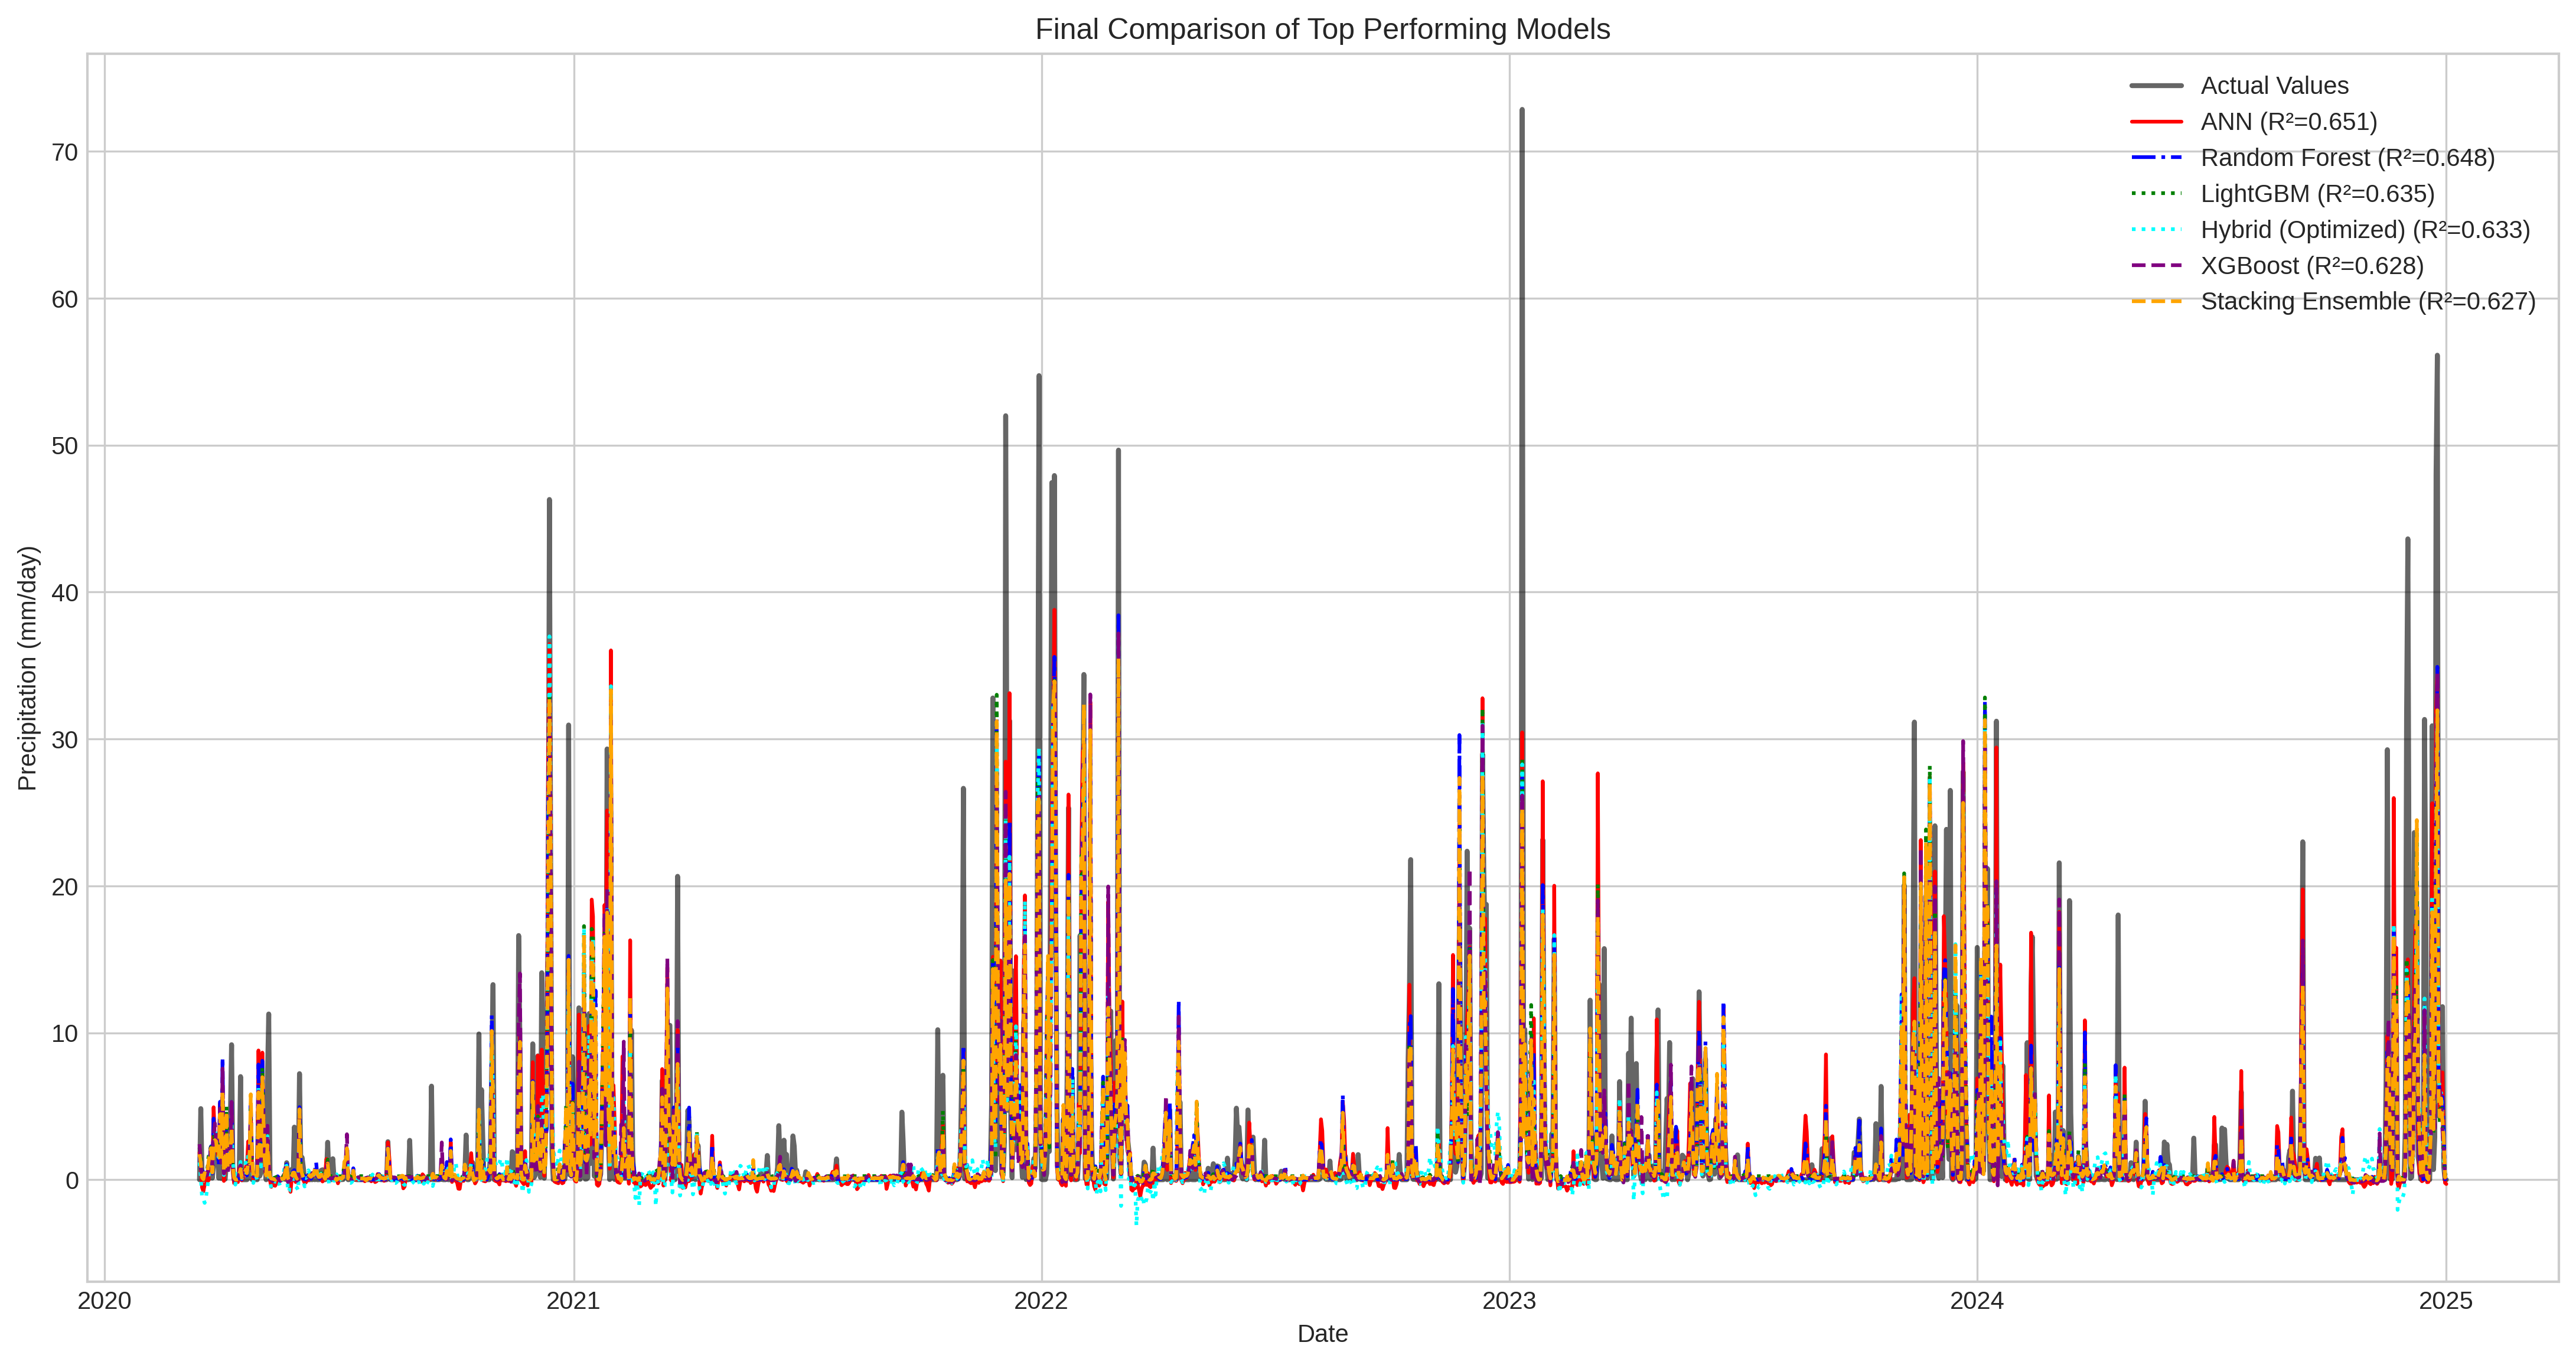 Final Comparison of Top Performing Models
Actual Values
ANN (R²=0.651)
Random Forest (R²=0.648)
LightGBM (R²=0.635)
Hybrid (Optimized) (R²=0.633)
XGBoost (R²=0.628)
Stacking Ensemble (R²=0.627)
Precipitation (mm/day)
70
60
50
40
30
20
10
0
2020 2021 2022 2023 2024 2025
Date